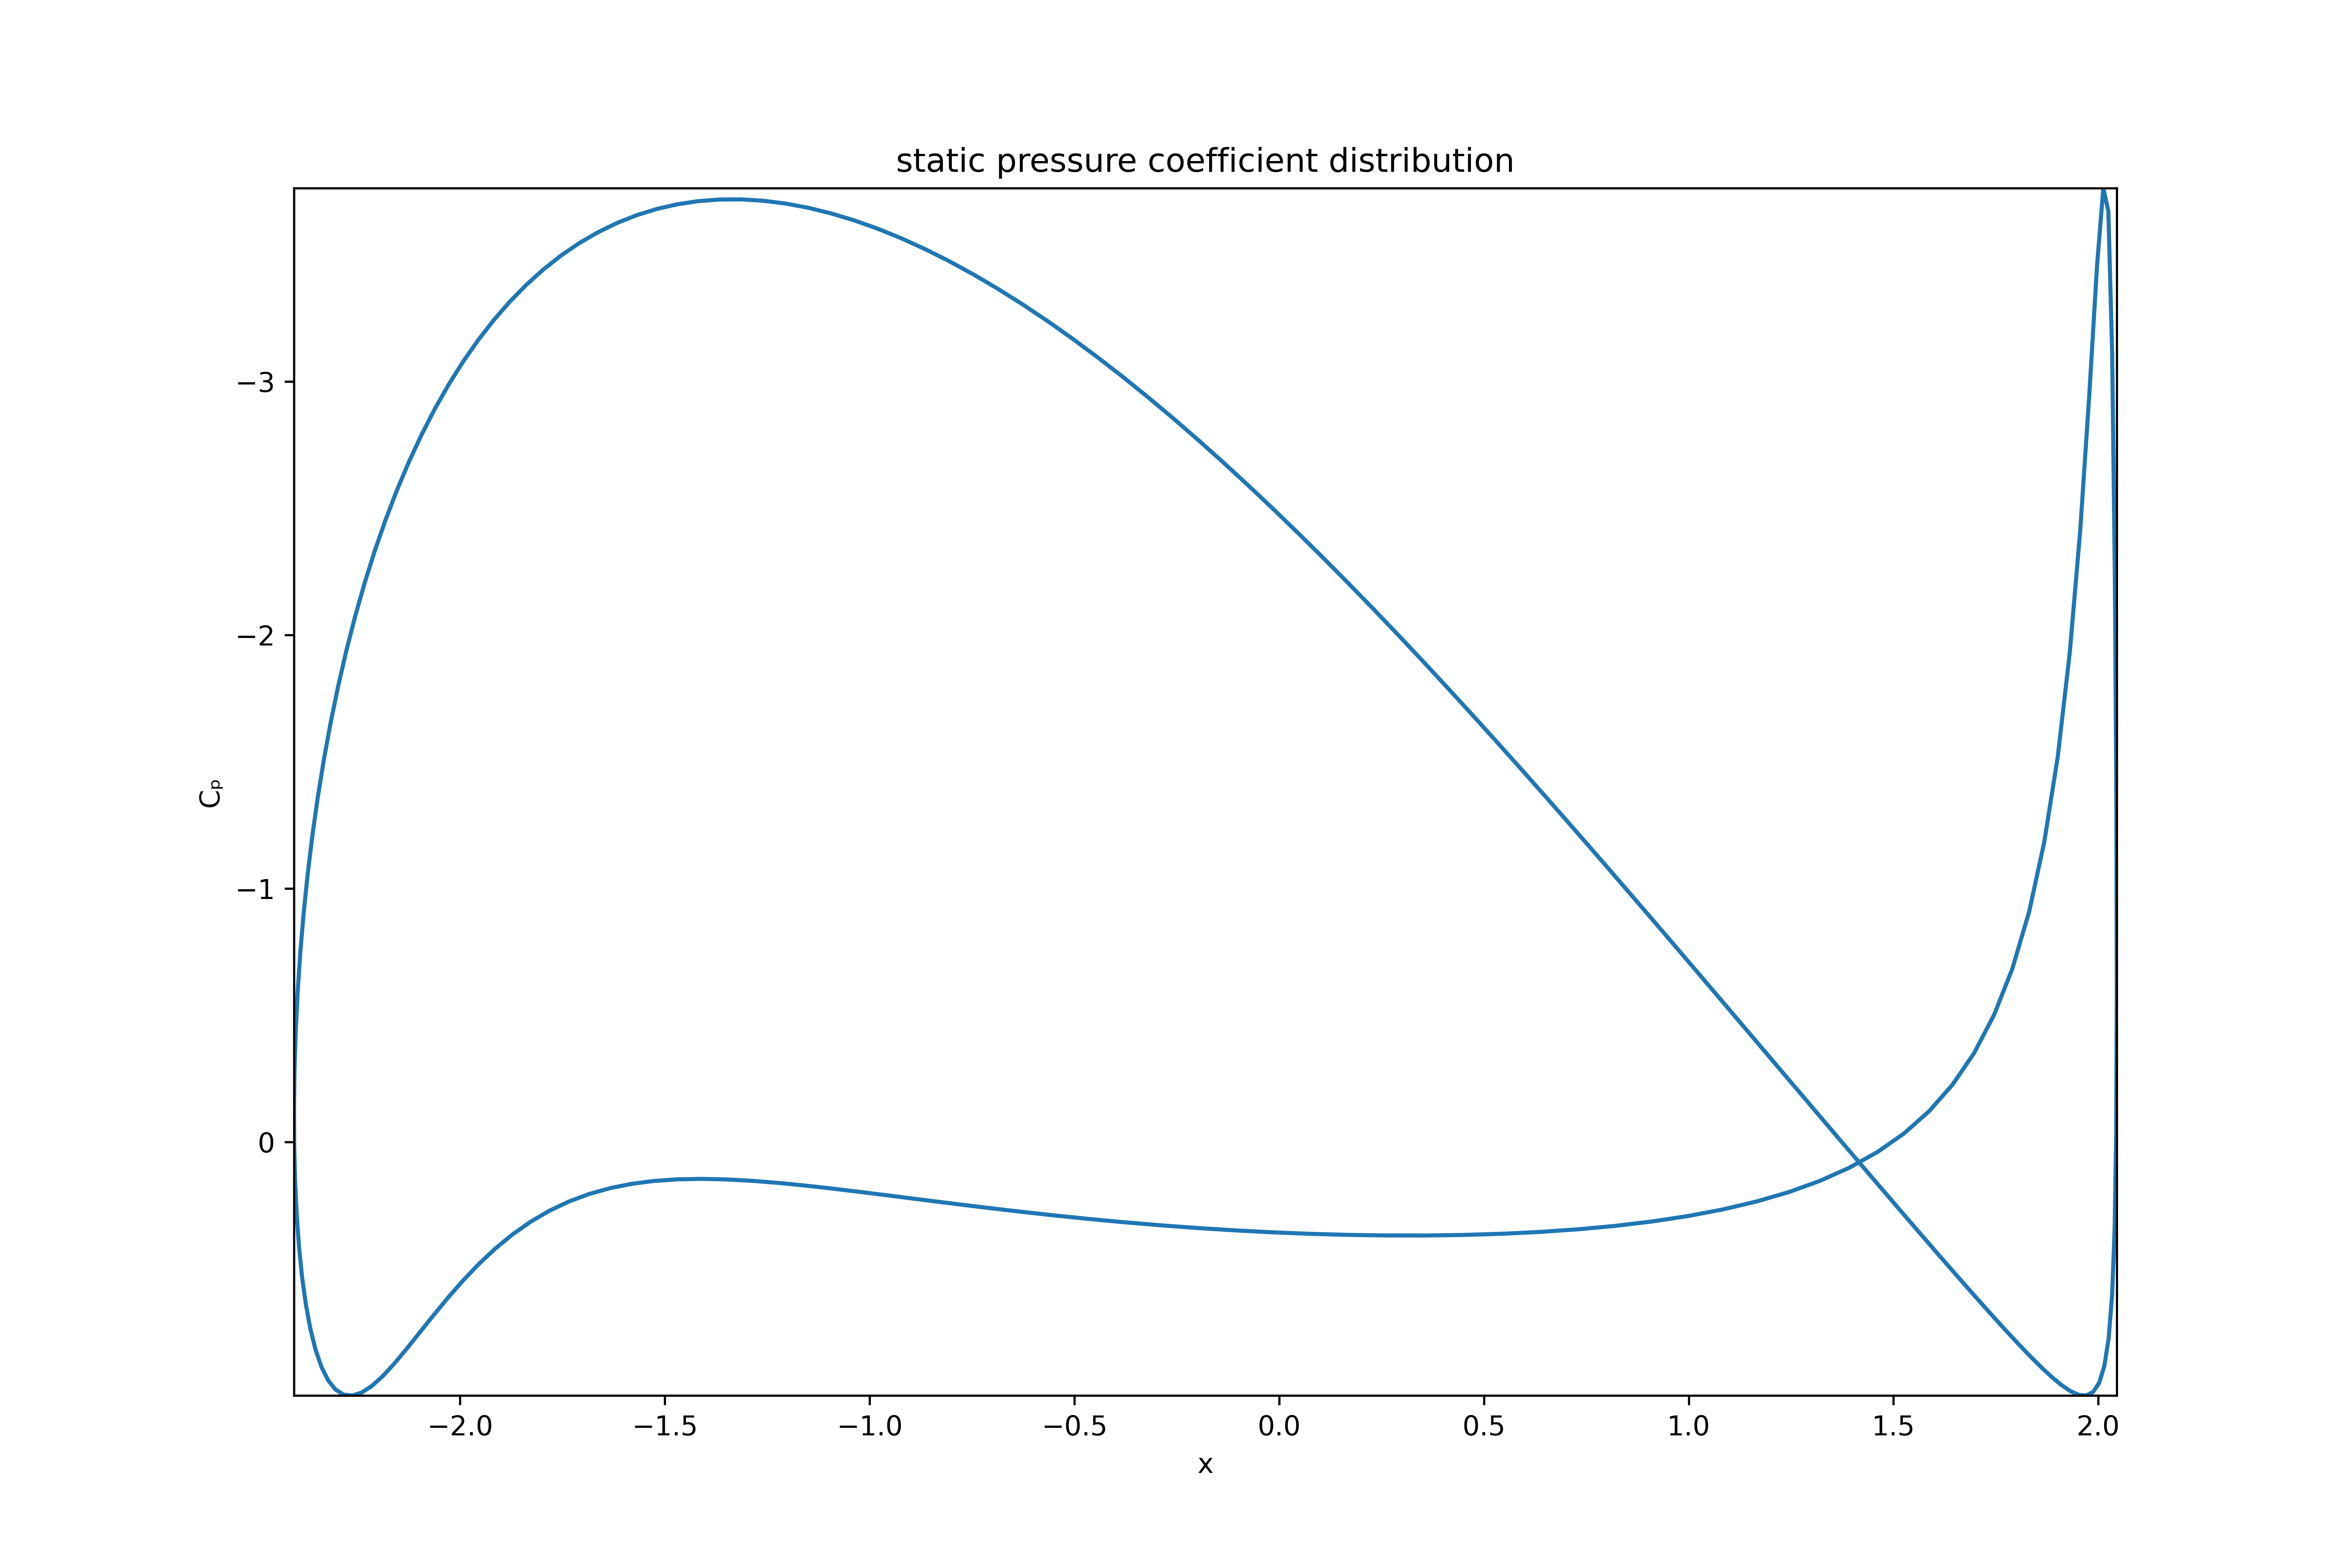 static pressure coefficient distribution
−3
−2
−1
0
Cₚ
−2.0 −1.5 −1.0 −0.5 0.0 0.5 1.0 1.5 2.0
x